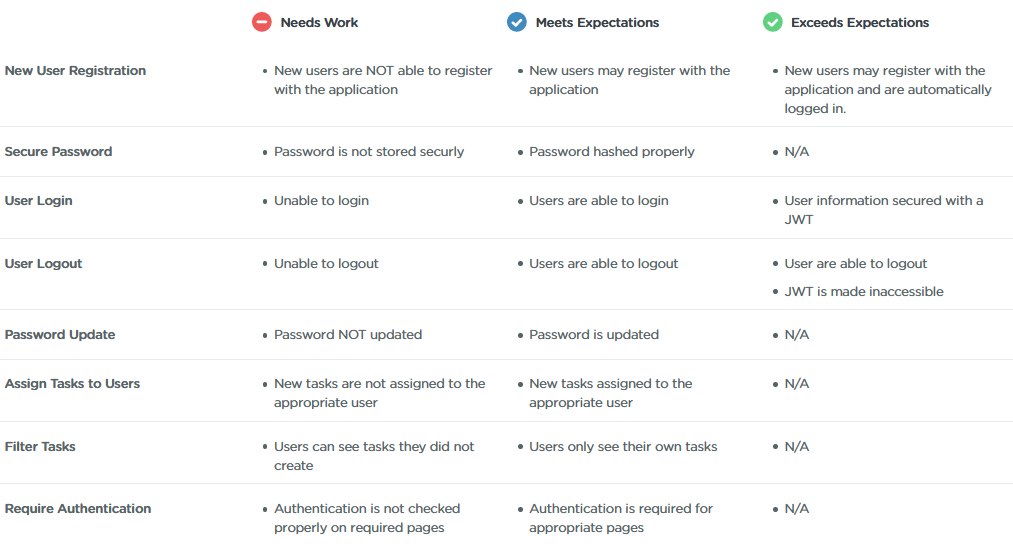 Needs Work
Meets Expectations
Exceeds Expectations
New User Registration
• New users are NOT able to register
with the application
• New users may register with the
application
• New users may register with the
application and are automatically
logged in.
Secure Password
• Password is not stored securly
• Password hashed properly
• N/A
User Login
• Unable to login
• Users are able to login
• User information secured with a
JWT
User Logout
• Unable to logout
• Users are able to logout
• User are able to logout
• JWT is made inaccessible
Password Update
• Password NOT updated
• Password is updated
• N/A
Assign Tasks to Users
• New tasks are not assigned to the
appropriate user
• New tasks assigned to the
appropriate user
• N/A
Filter Tasks
• Users can see tasks they did not
create
• Users only see their own tasks
• N/A
Require Authentication
• Authentication is not checked
properly on required pages
• Authentication is required for
appropriate pages
• N/A